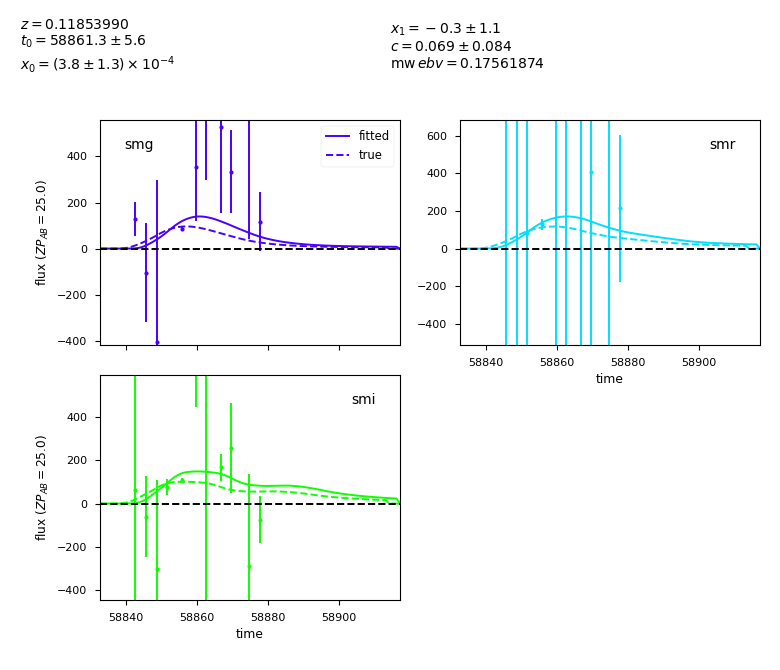 z = 0.11853990
t₀ = 58861.3 ± 5.6
x₀ = (3.8 ± 1.3) × 10⁻⁴
x₁ = −0.3 ± 1.1
c = 0.069 ± 0.084
mw ebv = 0.17561874
smg
fitted
true
flux (ZP_AB = 25.0)
400
200
0
−200
−400
smr
600
400
200
0
−200
−400
58840 58860 58880 58900
time
smi
flux (ZP_AB = 25.0)
400
200
0
−200
−400
58840 58860 58880 58900
time